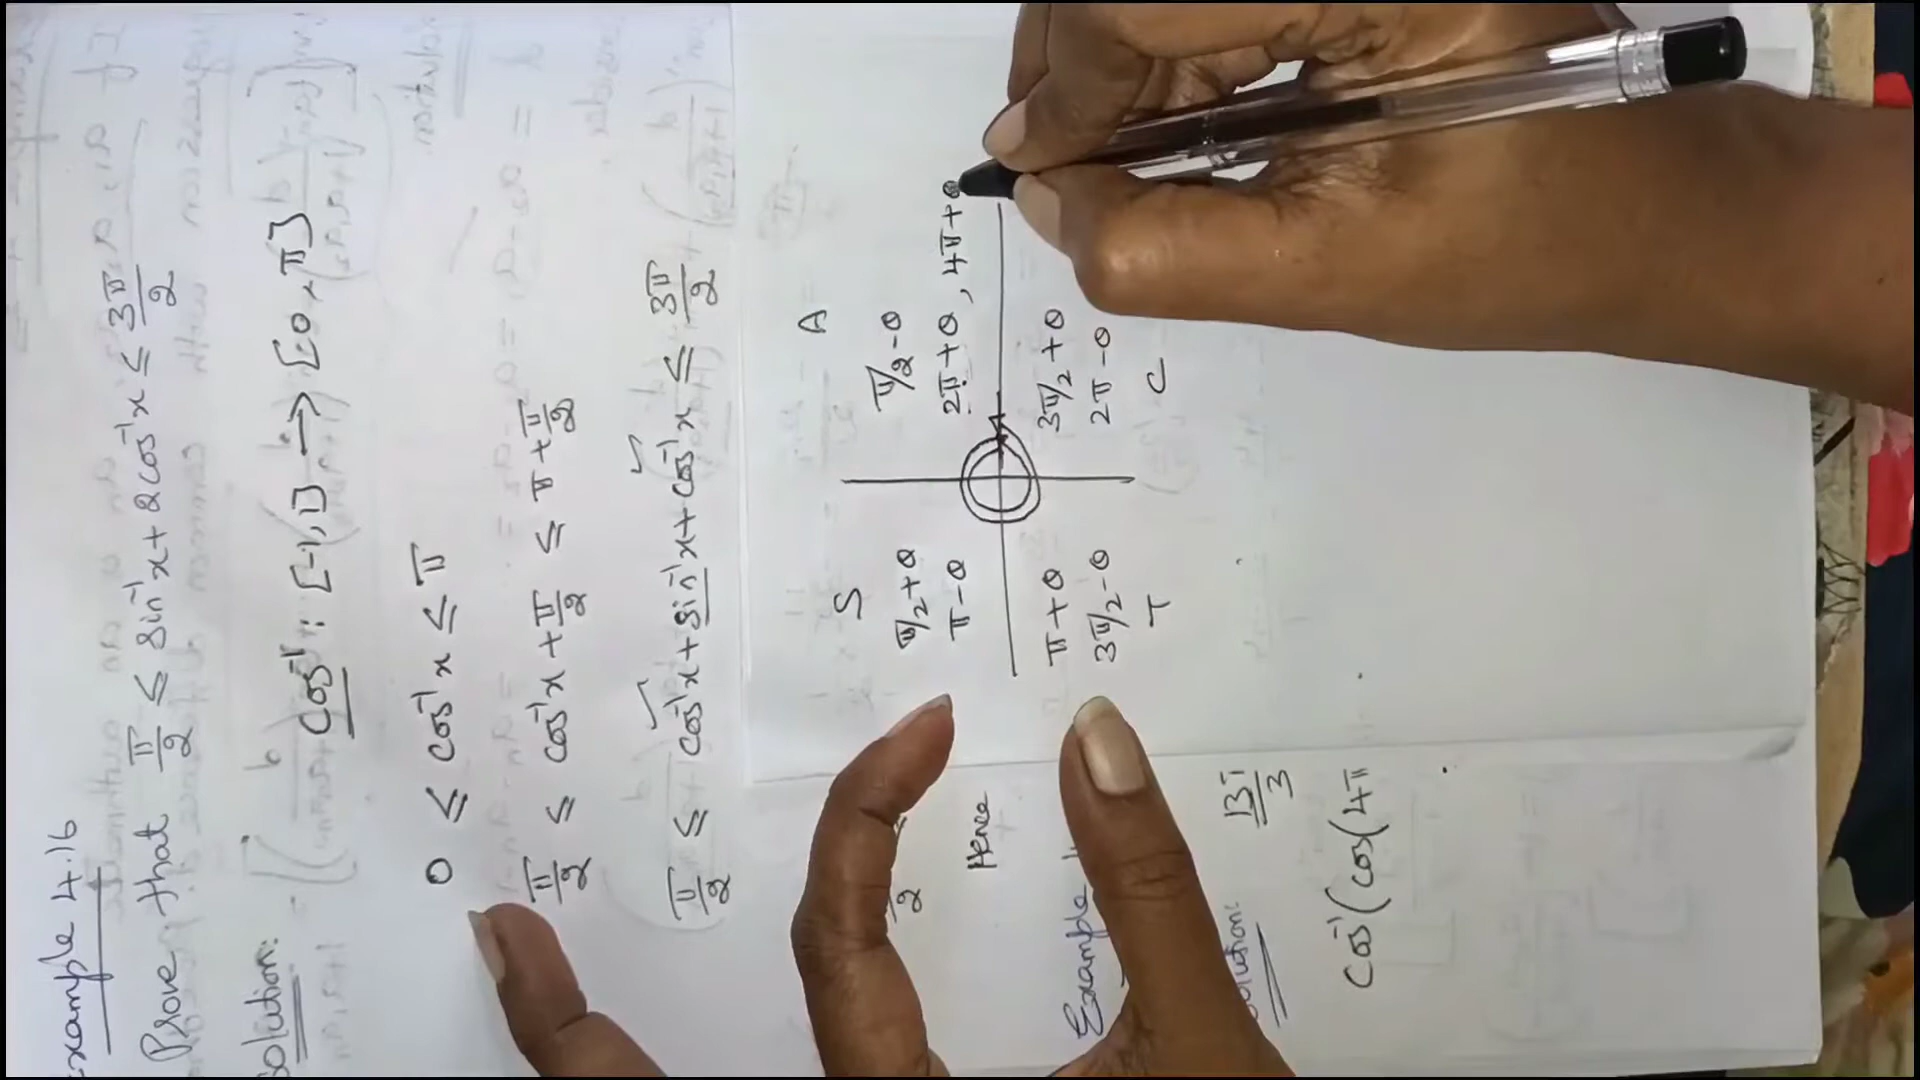 Example 4.16
Prove that π/2 ≤ sin⁻¹x + 2cos⁻¹x ≤ 3π/2
Solution:
cos⁻¹: [-1,1] → [0, π]
0 ≤ cos⁻¹x ≤ π
π/2 ≤ cos⁻¹x + π/2 ≤ π + π/2
π/2 ≤ cos⁻¹x + sin⁻¹x + cos⁻¹x ≤ 3π/2
S A
π/2+θ π/2-θ
π-θ 2π+θ, 4π+θ
π+θ 3π/2+θ
3π/2-θ 2π-θ
T C
2
Hence
Example
Solution: 13π/3
cos⁻¹(cos(4π